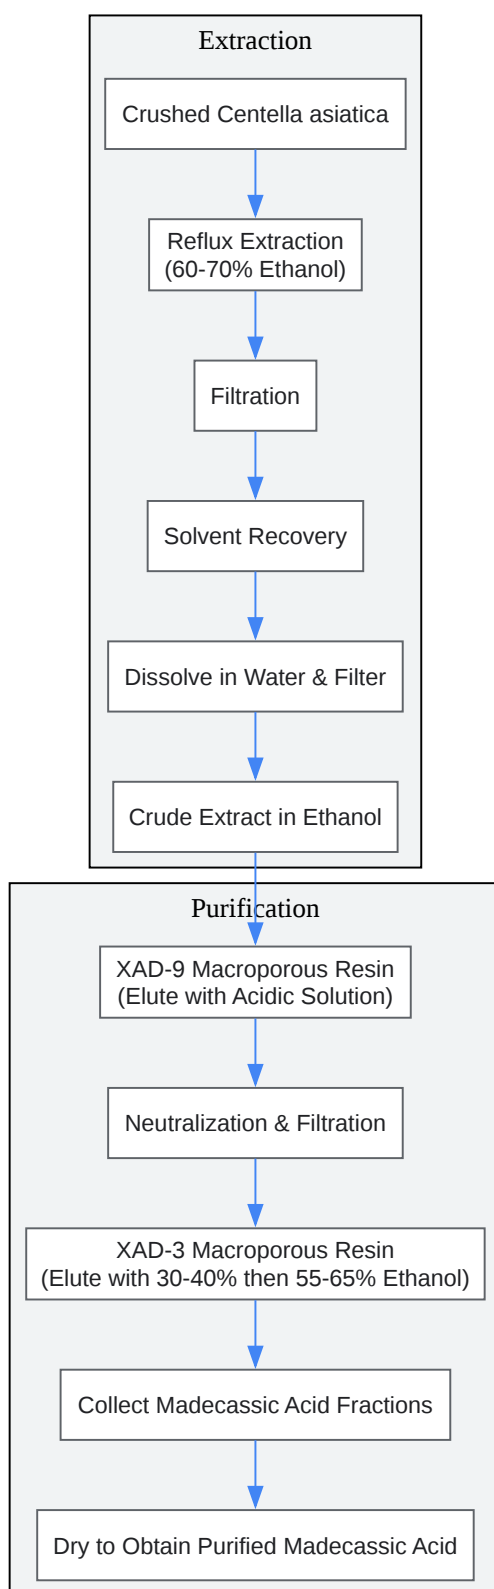 Extraction
Crushed Centella asiatica
Reflux Extraction
(60-70% Ethanol)
Filtration
Solvent Recovery
Dissolve in Water & Filter
Crude Extract in Ethanol
Purification
XAD-9 Macroporous Resin
(Elute with Acidic Solution)
Neutralization & Filtration
XAD-3 Macroporous Resin
(Elute with 30-40% then 55-65% Ethanol)
Collect Madecassic Acid Fractions
Dry to Obtain Purified Madecassic Acid